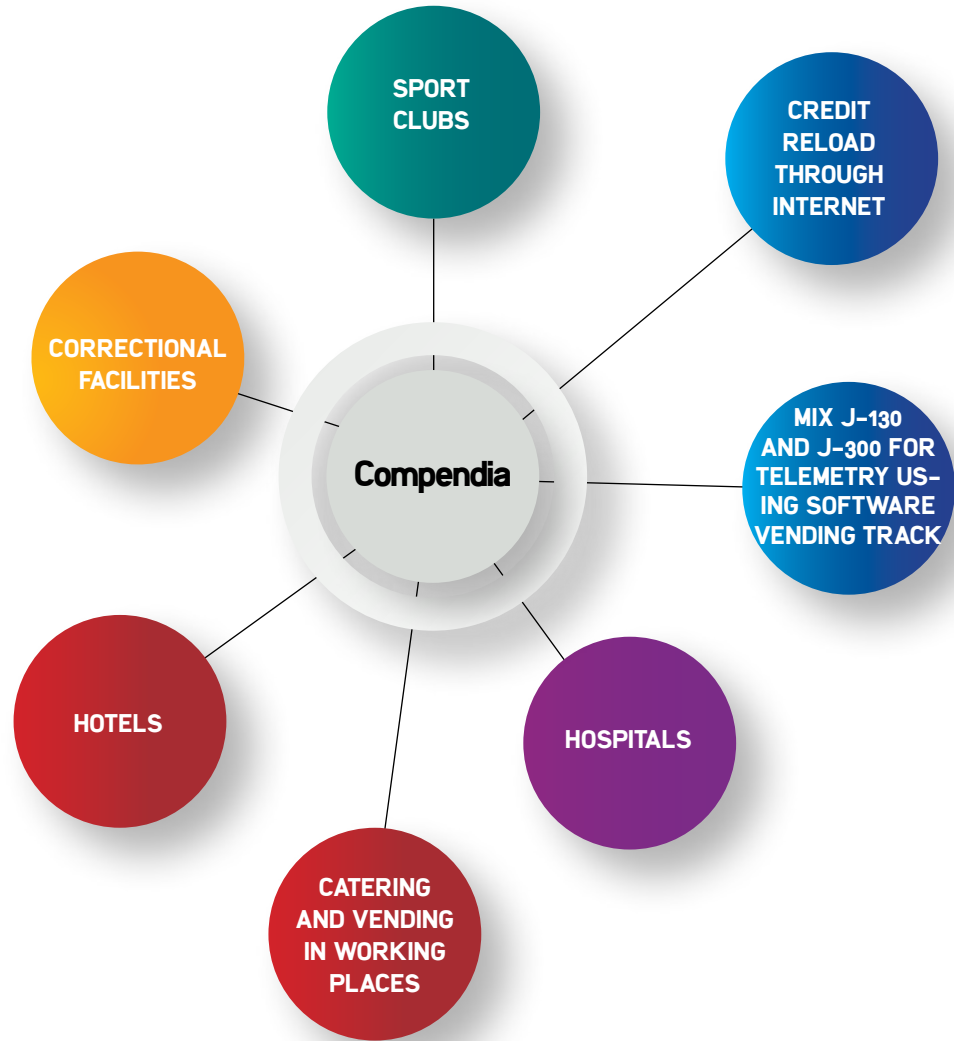 SPORT
CLUBS
CREDIT
RELOAD
THROUGH
INTERNET
CORRECTIONAL
FACILITIES
MIX J-130
AND J-300 FOR
TELEMETRY US-
ING SOFTWARE
VENDING TRACK
Compendia
HOTELS
HOSPITALS
CATERING
AND VENDING
IN WORKING
PLACES